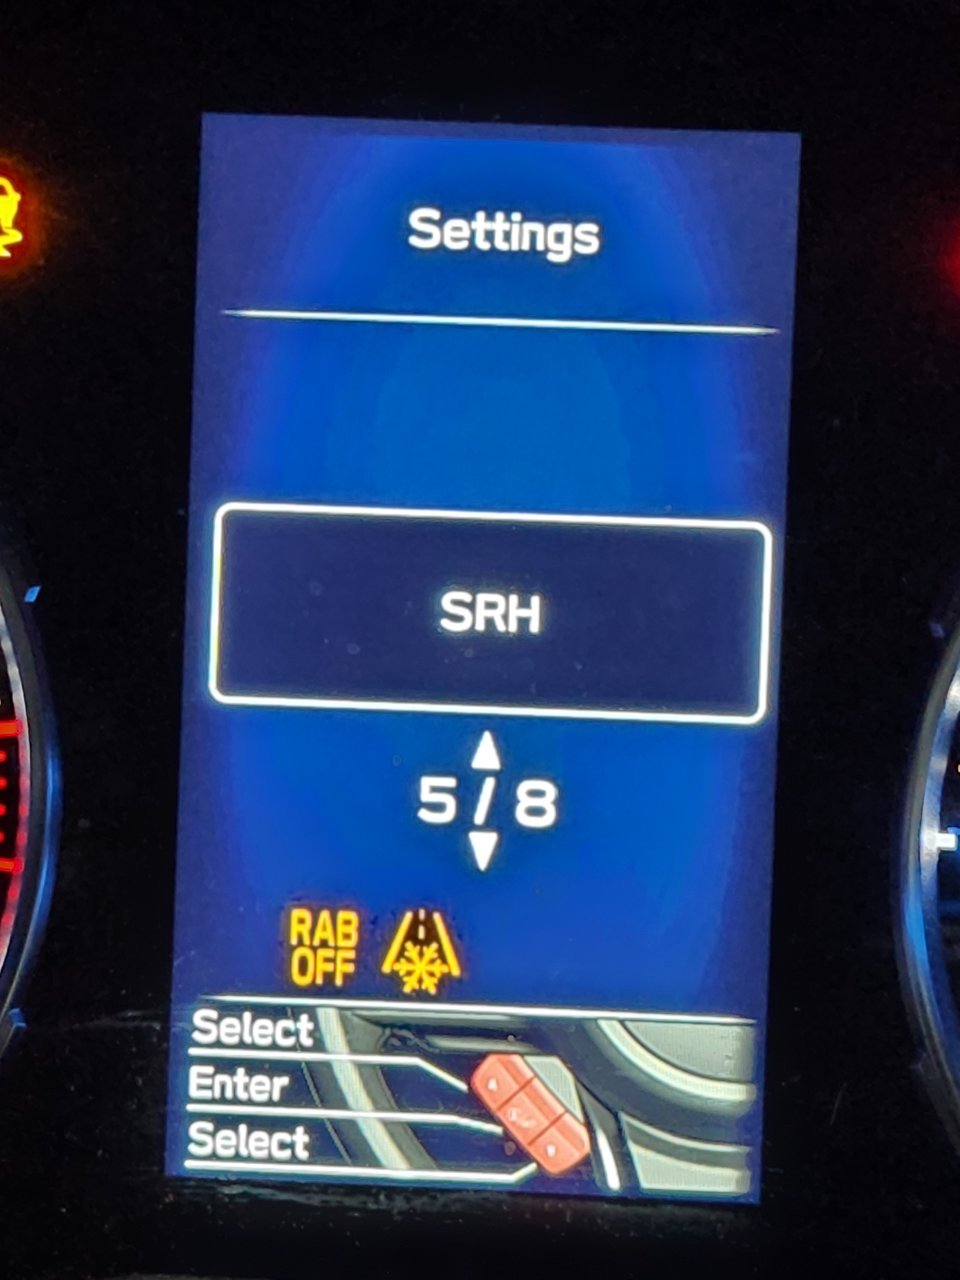 Settings
SRH
5 / 8
RAB
OFF
Select
Enter
Select